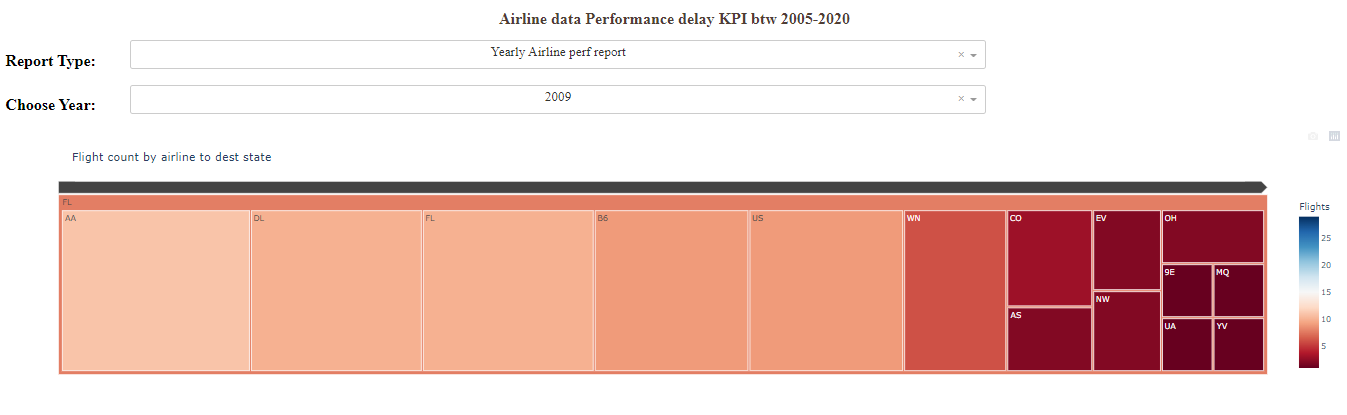 Airline data Performance delay KPI btw 2005-2020
Report Type:
Yearly Airline perf report
×
Choose Year:
2009
×
Flight count by airline to dest state
FL
AA
DL
FL
B6
US
WN
CO
AS
EV
NW
OH
9E
MQ
UA
YV
Flights
25
20
15
10
5